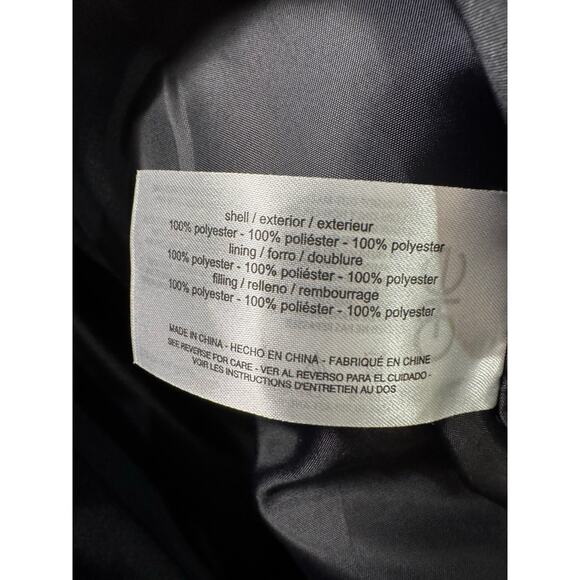 shell / exterior / exterieur
100% polyester - 100% poliéster - 100% polyester
lining / forro / doublure
100% polyester - 100% poliéster - 100% polyester
filling / relleno / rembourrage
100% polyester - 100% poliéster - 100% polyester
MADE IN CHINA - HECHO EN CHINA - FABRIQUÉ EN CHINE
SEE REVERSE FOR CARE - VER AL REVERSO PARA EL CUIDADO -
VOIR LES INSTRUCTIONS D'ENTRETIEN AU DOS